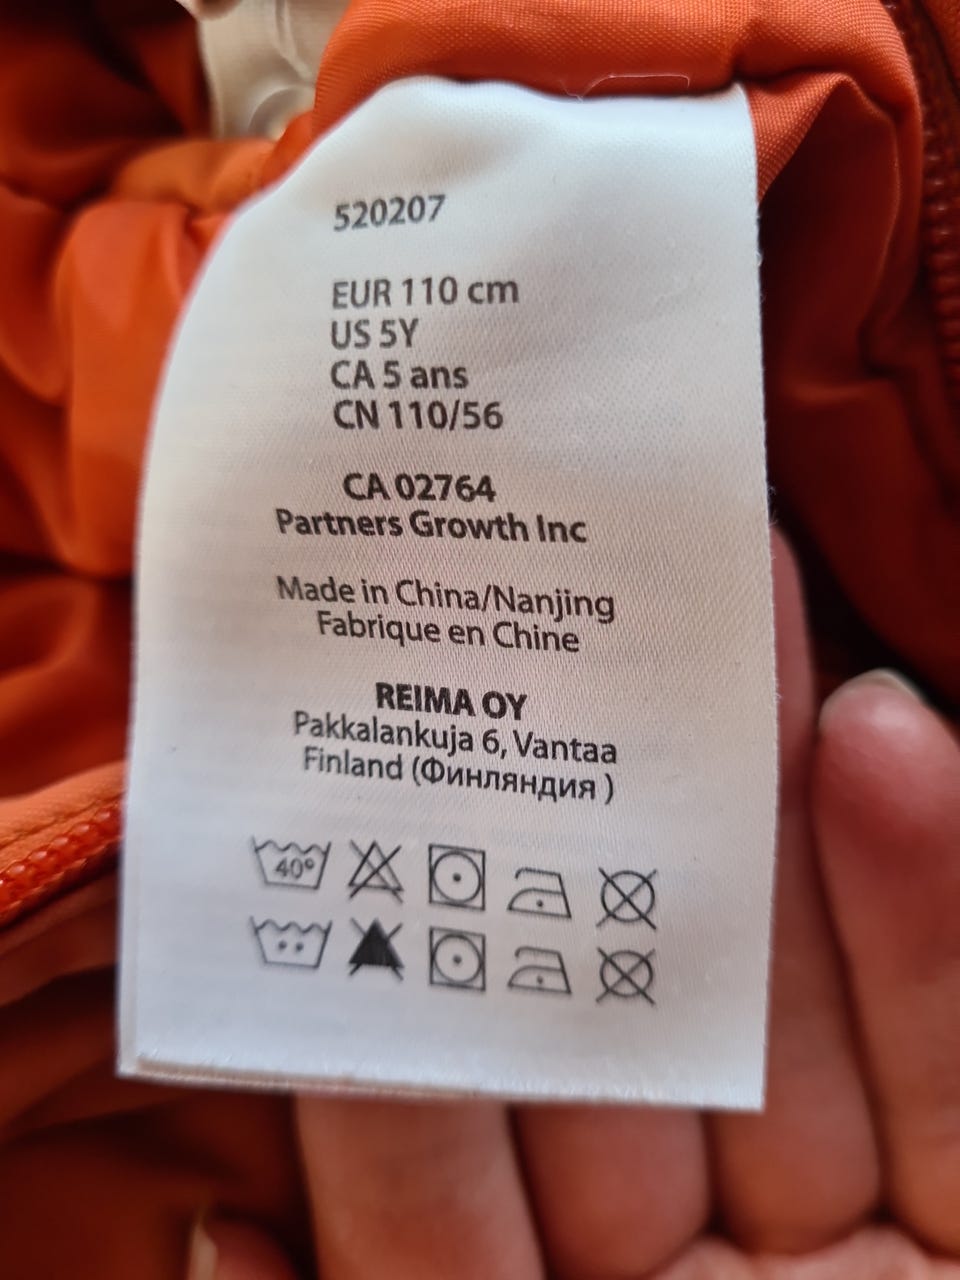 520207
EUR 110 cm
US 5Y
CA 5 ans
CN 110/56
CA 02764
Partners Growth Inc
Made in China/Nanjing
Fabrique en Chine
REIMA OY
Pakkalankuja 6, Vantaa
Finland (Финляндия )
40°